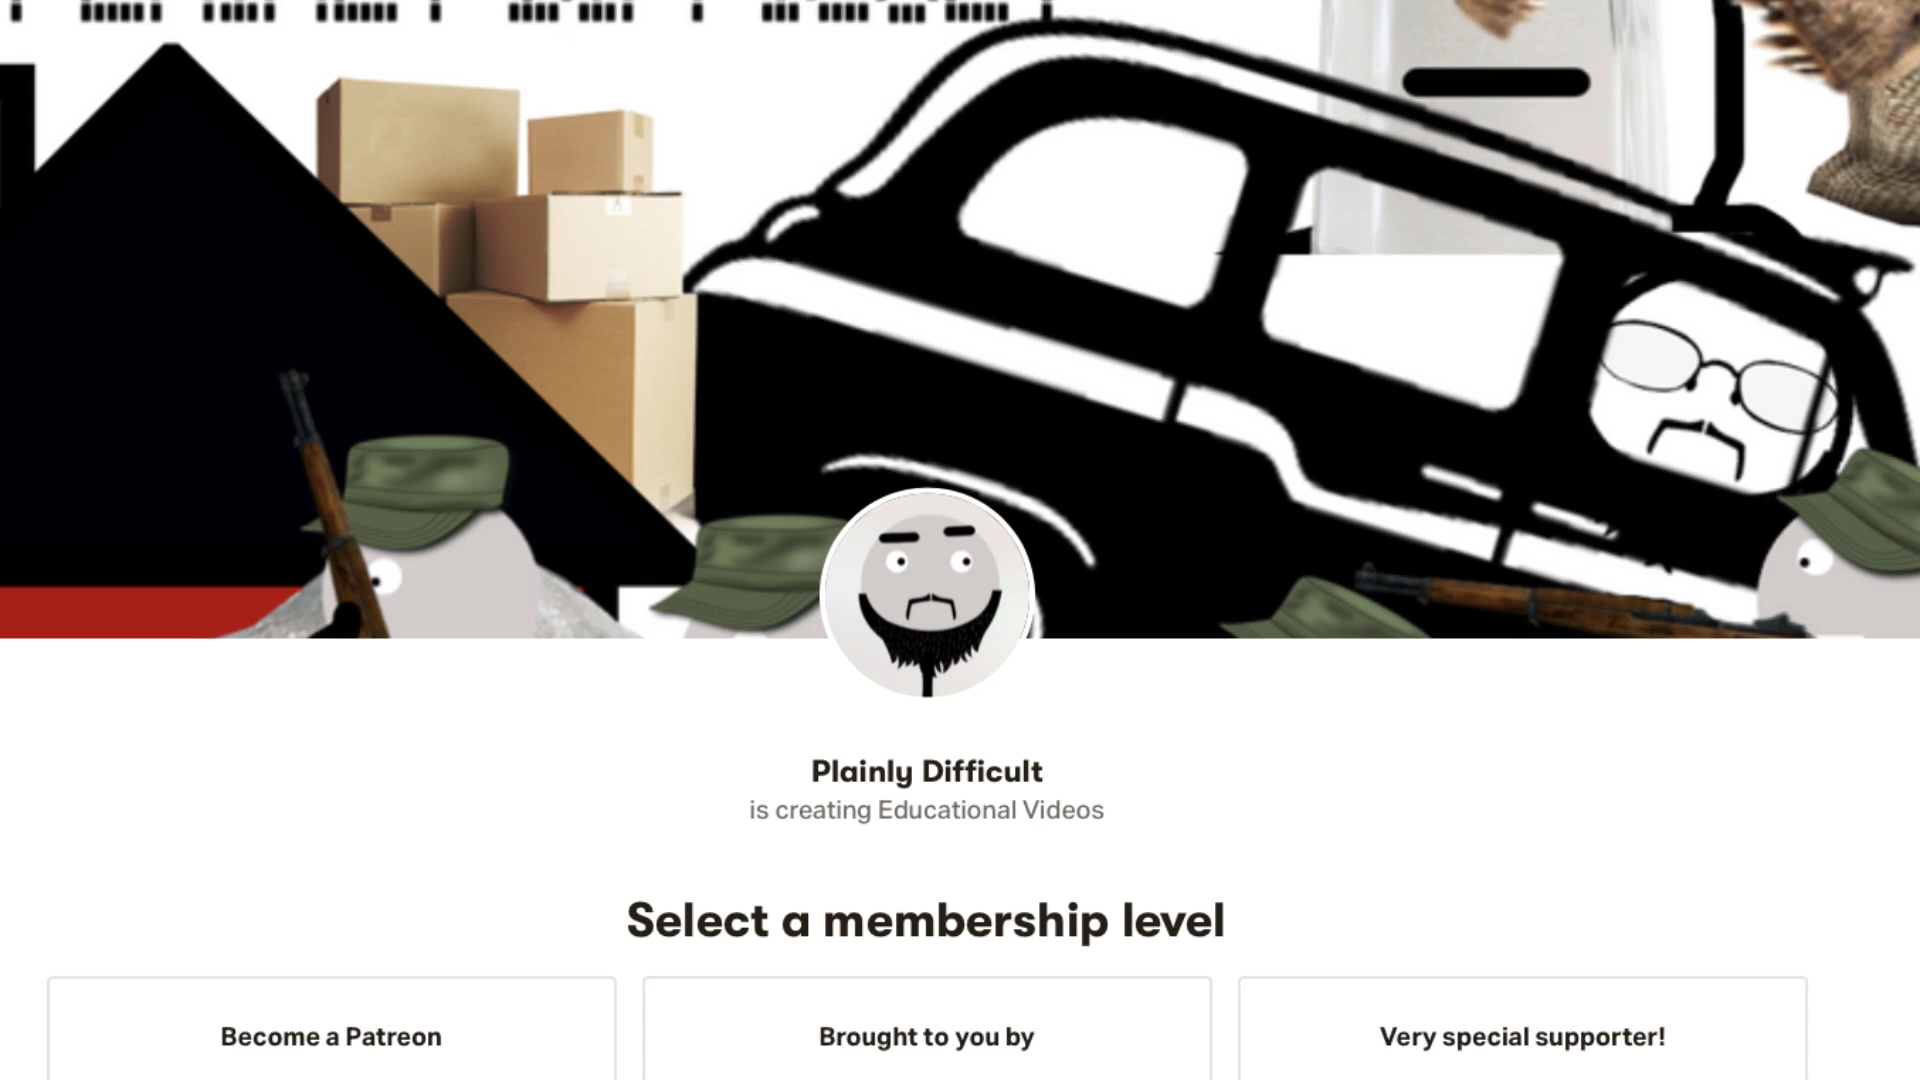 Plainly Difficult
is creating Educational Videos
Select a membership level
Become a Patreon
Brought to you by
Very special supporter!